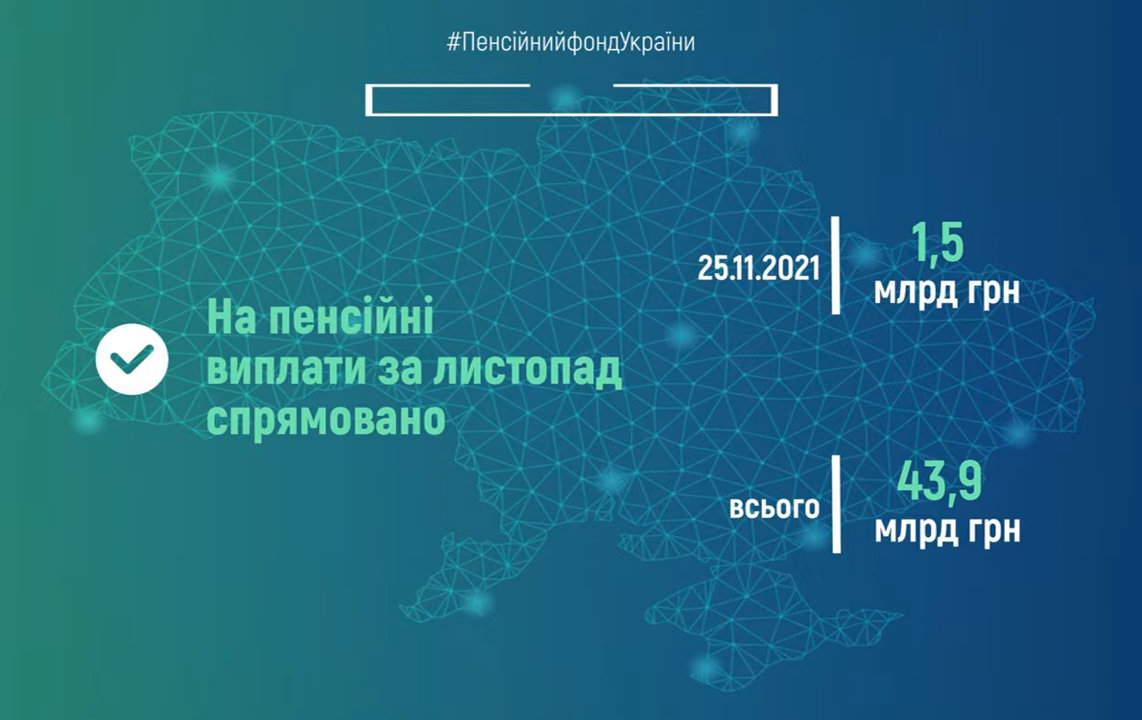 #ПенсійнийфондУкраїни
25.11.2021
1,5
млрд грн
На пенсійні
виплати за листопад
спрямовано
всього
43,9
млрд грн